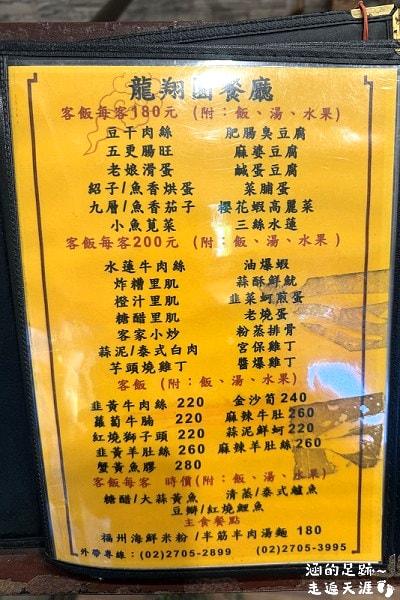 龍翔園餐廳
客飯每客180元 (附：飯、湯、水果)
豆干肉絲 肥腸臭豆腐
五更腸旺 麻婆豆腐
老娘滑蛋 鹹蛋豆腐
紹子/魚香烘蛋 菜脯蛋
九層/魚香茄子 櫻花蝦高麗菜
小魚莧菜 三絲水蓮
客飯每客200元 (附：飯、湯、水果)
水蓮牛肉絲 油爆蝦
炸糟里肌 蒜酥鮮魷
橙汁里肌 韭菜蚵煎蛋
糖醋里肌 老燒蛋
客家小炒 粉蒸排骨
蒜泥/泰式白肉 宮保雞丁
芋頭燒雞丁 醬爆雞丁
客飯 (附：飯、湯、水果)
韭黃牛肉絲 220 金沙筍 240
蘿蔔牛腩 220 麻辣牛肚 260
紅燒獅子頭 220 蒜泥鮮蚵 220
韭黃羊肚絲 260 麻辣羊肚絲 260
蟹黃魚膠 280
客飯每客 時價(附：飯、湯、水果)
糖醋/大蒜黃魚 清蒸/泰式鱸魚
豆瓣/紅燒鯉魚
主食餐點
福州海鮮米粉/半筋半肉湯麵 180
外帶專線：(02)2705-2899 (02)2705-3995
涵的足跡~
走遍天涯